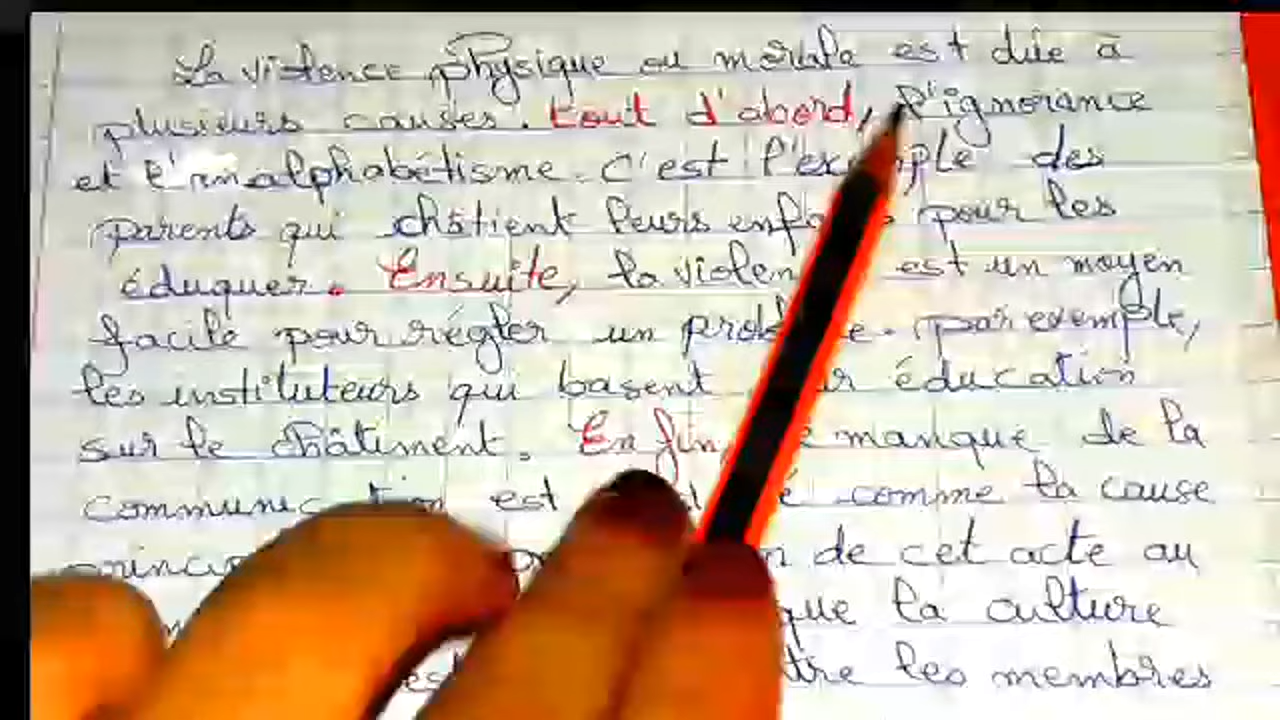 La violence physique ou morale est dûe à
plusieurs causes. tout d'abord, l'ignorance
et l'analphabétisme. C'est l'exemple des
parents qui châtient leurs enfants pour les
éduquer. Ensuite, la violence est un moyen
facile pour régler un problème. par exemple,
les instituteurs qui basent leur éducation
sur le châtiment. Enfin manque de la
communication est comme la cause
de cet acte au
que la culture
les membres